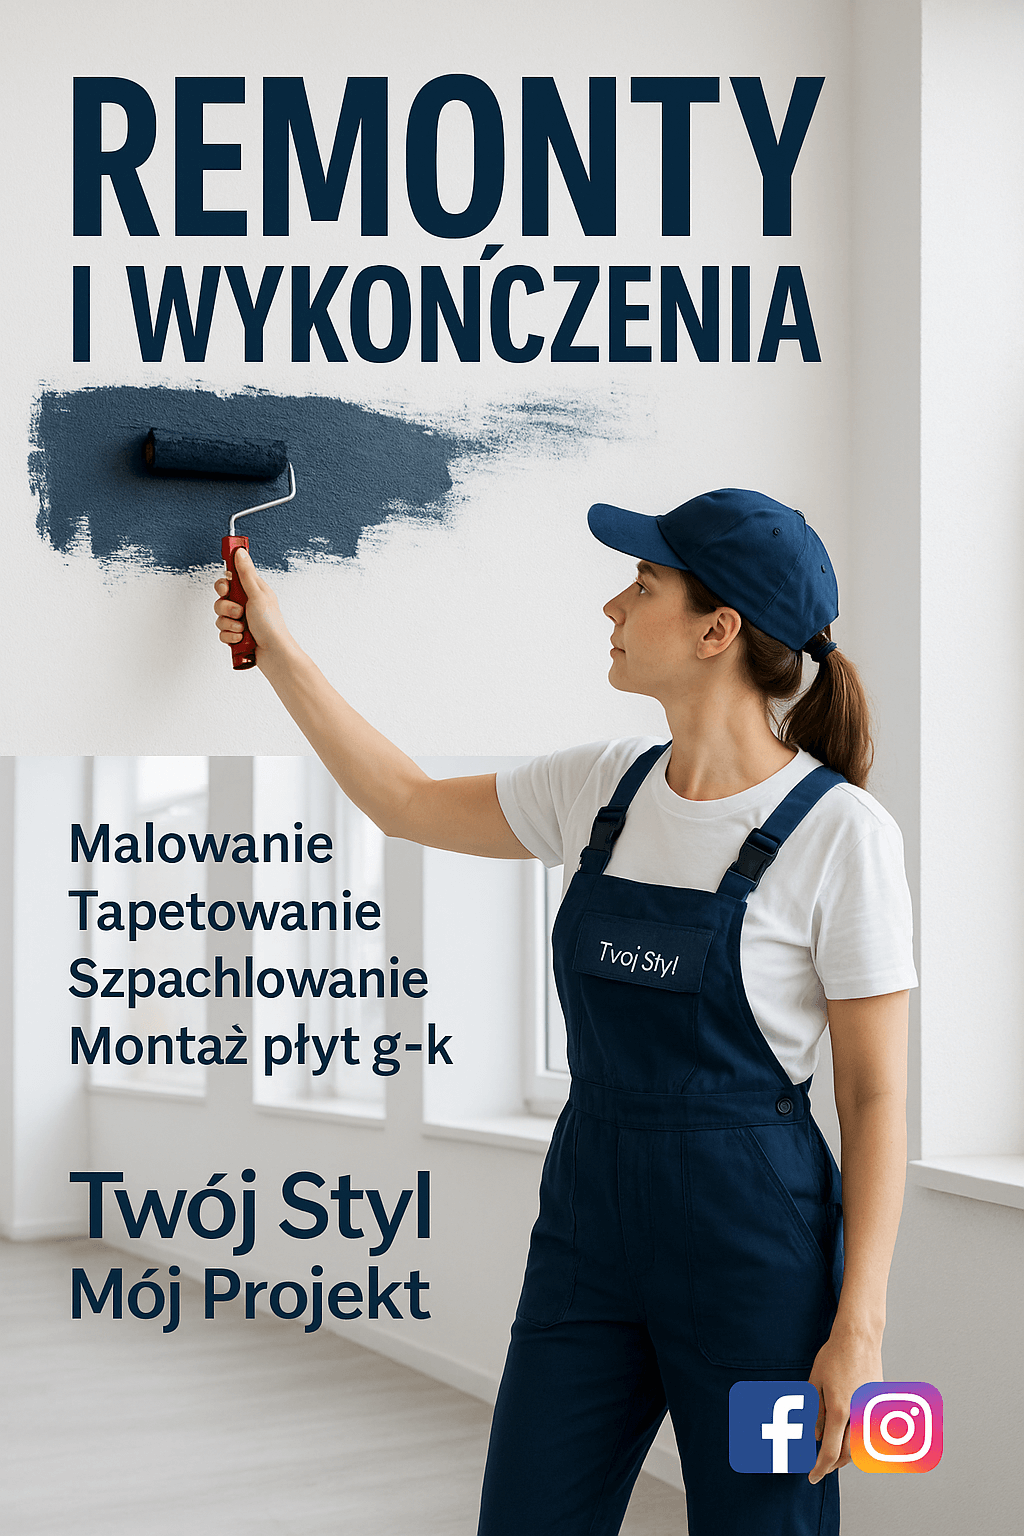 REMONTY
I WYKOŃCZENIA
Malowanie
Tapetowanie
Szpachlowanie
Montaż płyt g-k
Tvoj Styl
Twój Styl
Mój Projekt